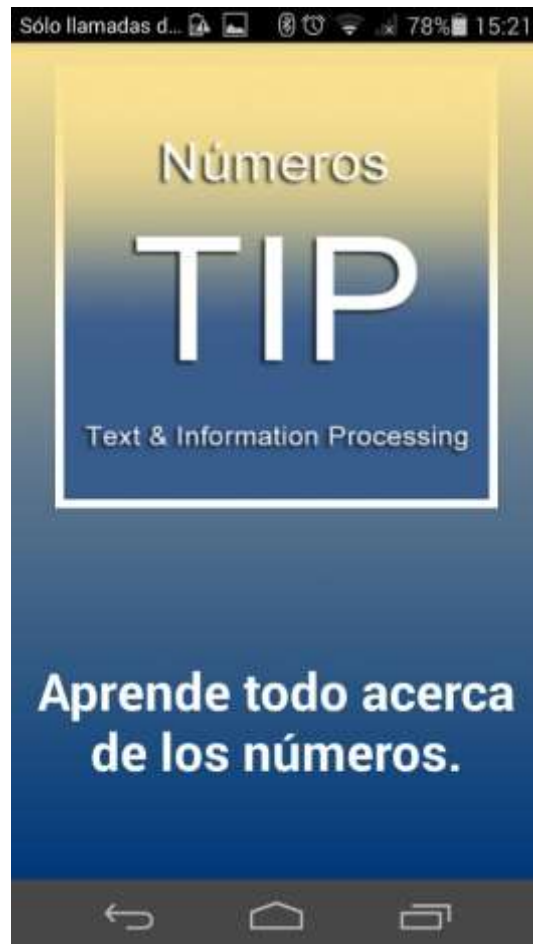 Sólo llamadas d... 78% 15:21
Números
TIP
Text & Information Processing
Aprende todo acerca
de los números.